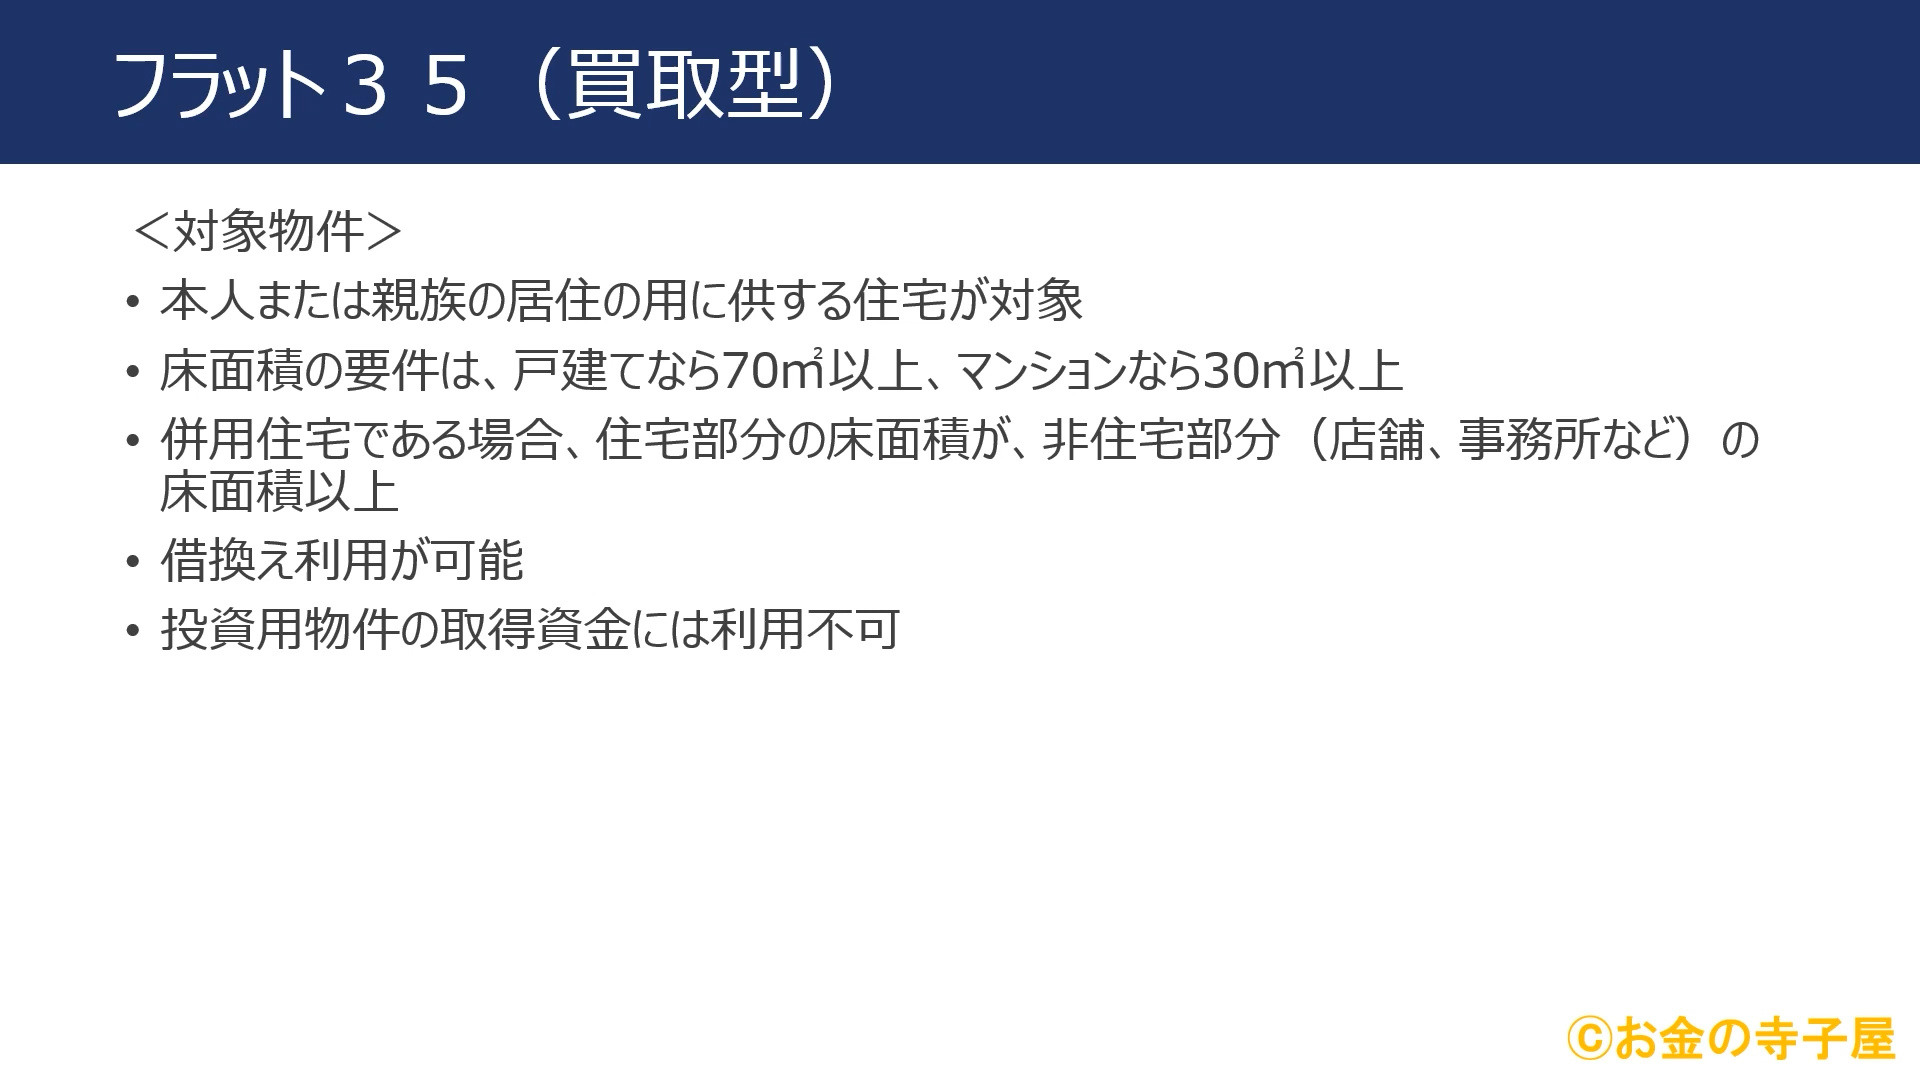 フラット３５（買取型）
＜対象物件＞
• 本人または親族の居住の用に供する住宅が対象
• 床面積の要件は、戸建てなら70㎡以上、マンションなら30㎡以上
• 併用住宅である場合、住宅部分の床面積が、非住宅部分（店舗、事務所など）の
床面積以上
• 借換え利用が可能
• 投資用物件の取得資金には利用不可
Ⓒお金の寺子屋